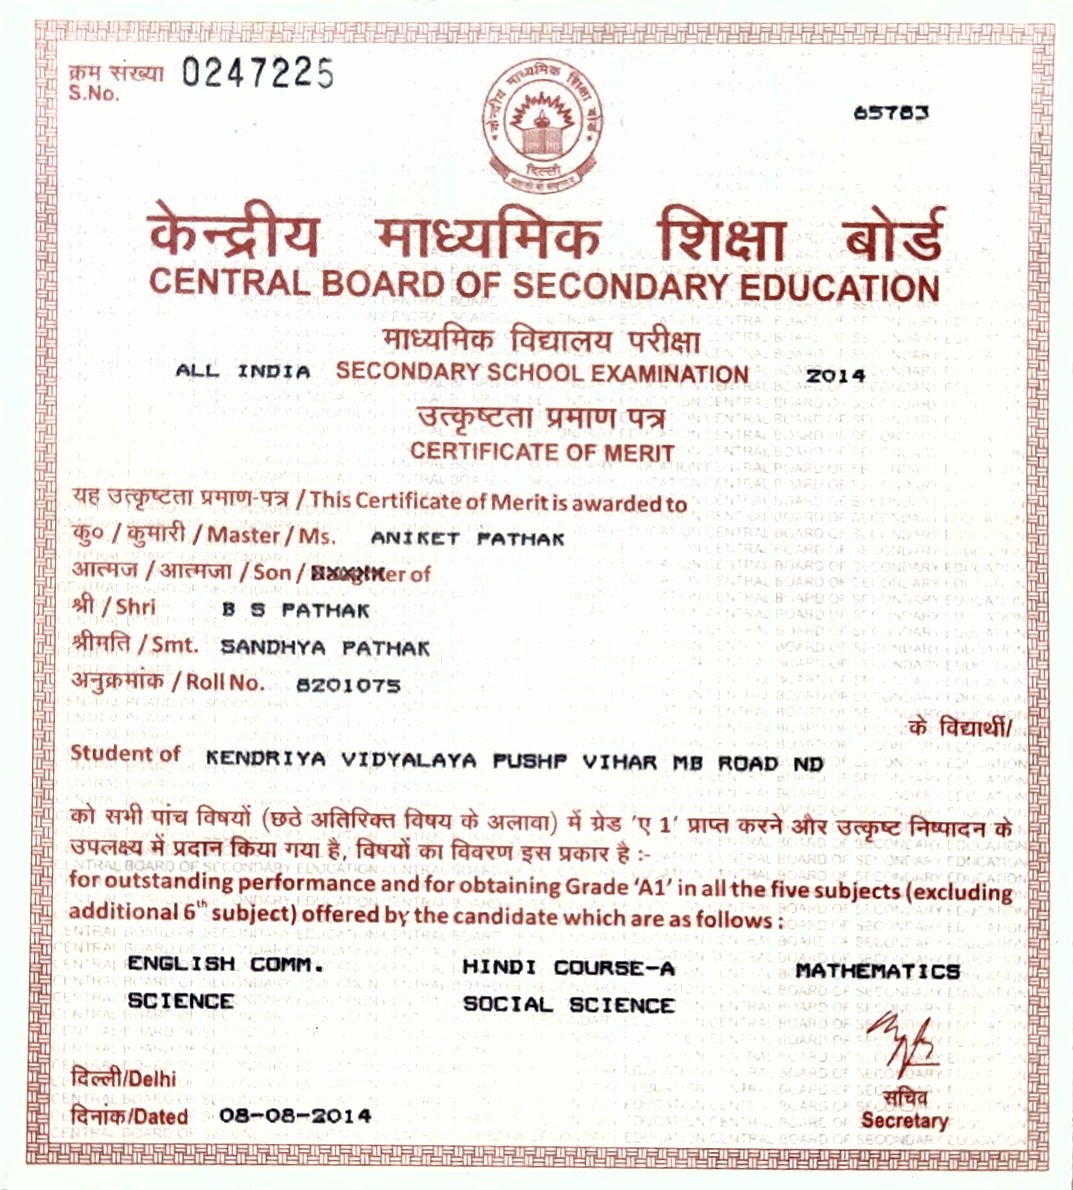 क्रम संख्या 0247225
S.No.
65783
केन्द्रीय माध्यमिक शिक्षा बोर्ड
दिल्ली
केन्द्रीय माध्यमिक शिक्षा बोर्ड
CENTRAL BOARD OF SECONDARY EDUCATION
माध्यमिक विद्यालय परीक्षा
ALL INDIA SECONDARY SCHOOL EXAMINATION 2014
उत्कृष्टता प्रमाण पत्र
CERTIFICATE OF MERIT
यह उत्कृष्टता प्रमाण-पत्र / This Certificate of Merit is awarded to
कु० / कुमारी / Master / Ms. ANIKET PATHAK
आत्मज / आत्मजा / Son / Daughter of
श्री / Shri B S PATHAK
श्रीमति / Smt. SANDHYA PATHAK
अनुक्रमांक / Roll No. 8201075
के विद्यार्थी/
Student of KENDRIYA VIDYALAYA PUSHP VIHAR MB ROAD ND
को सभी पांच विषयों (छठे अतिरिक्त विषय के अलावा) में ग्रेड 'ए 1' प्राप्त करने और उत्कृष्ट निष्पादन के
उपलक्ष्य में प्रदान किया गया है, विषयों का विवरण इस प्रकार है :-
for outstanding performance and for obtaining Grade 'A1' in all the five subjects (excluding
additional 6th subject) offered by the candidate which are as follows :
ENGLISH COMM. HINDI COURSE-A MATHEMATICS
SCIENCE SOCIAL SCIENCE
दिल्ली/Delhi
दिनांक/Dated 08-08-2014
सचिव
Secretary